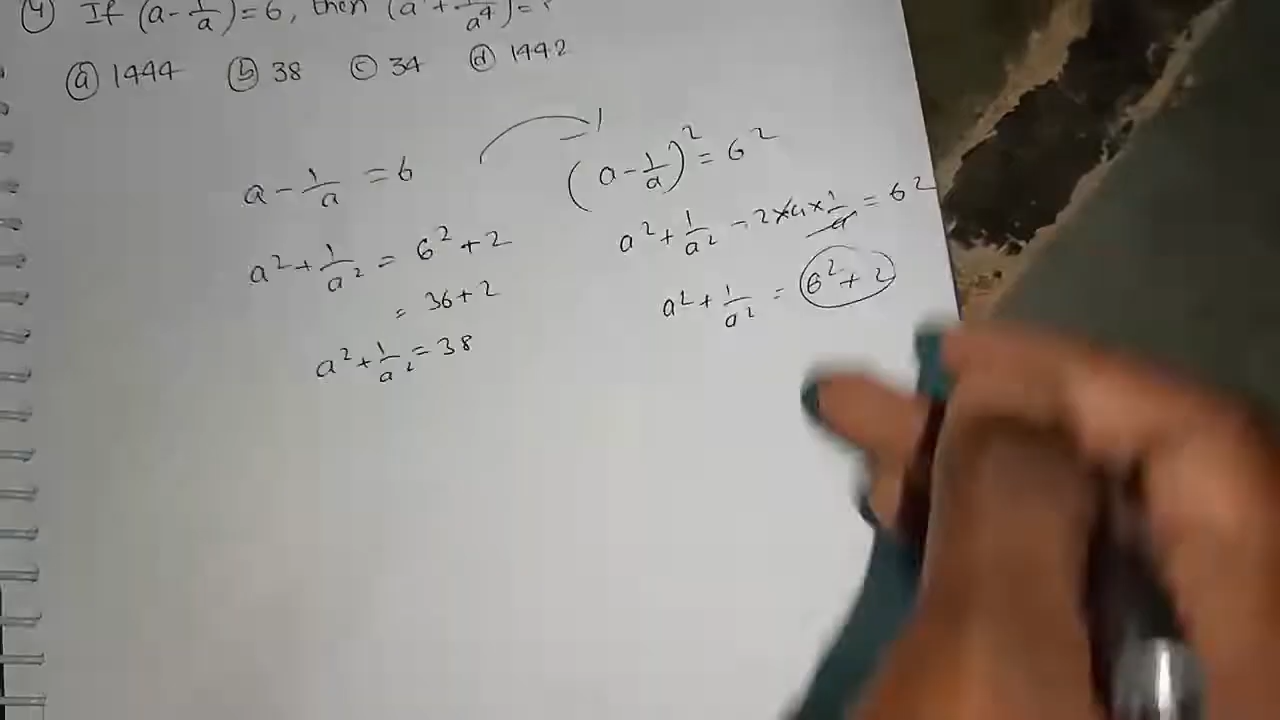 ④ If (a - 1/a) = 6, then (a + 1/a⁴) = ?
ⓐ 1444 ⓑ 38 ⓒ 34 ⓓ 1442
a - 1/a = 6
a² + 1/a² = 6² + 2
= 36 + 2
a² + 1/a² = 38
(a - 1/a)² = 6²
a² + 1/a² - 2 × a × 1/a = 6²
a² + 1/a² = 6² + 2